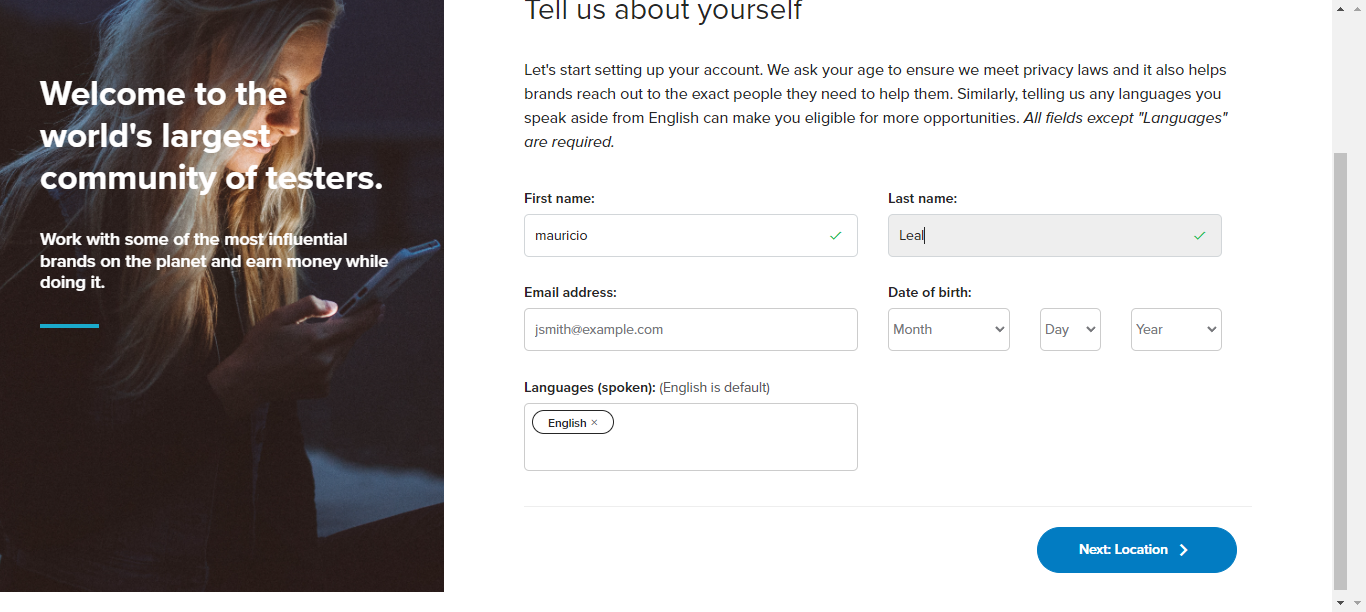 Welcome to the
world's largest
community of testers.
Work with some of the most influential
brands on the planet and earn money while
doing it.
Tell us about yourself
Let's start setting up your account. We ask your age to ensure we meet privacy laws and it also helps
brands reach out to the exact people they need to help them. Similarly, telling us any languages you
speak aside from English can make you eligible for more opportunities. All fields except "Languages"
are required.
First name:
Last name:
mauricio
Leal
Email address:
Date of birth:
jsmith@example.com
Month
Day
Year
Languages (spoken): (English is default)
English ×
Next: Location